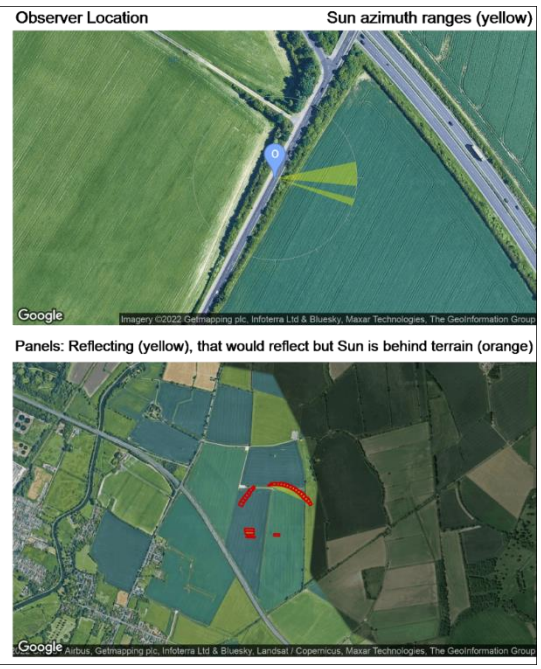 Observer Location Sun azimuth ranges (yellow)
O
Google
Imagery ©2022 Getmapping plc, Infoterra Ltd & Bluesky, Maxar Technologies, The GeoInformation Group
Panels: Reflecting (yellow), that would reflect but Sun is behind terrain (orange)
Google
Airbus, Getmapping plc, Infoterra Ltd & Bluesky, Landsat / Copernicus, Maxar Technologies, The GeoInformation Group